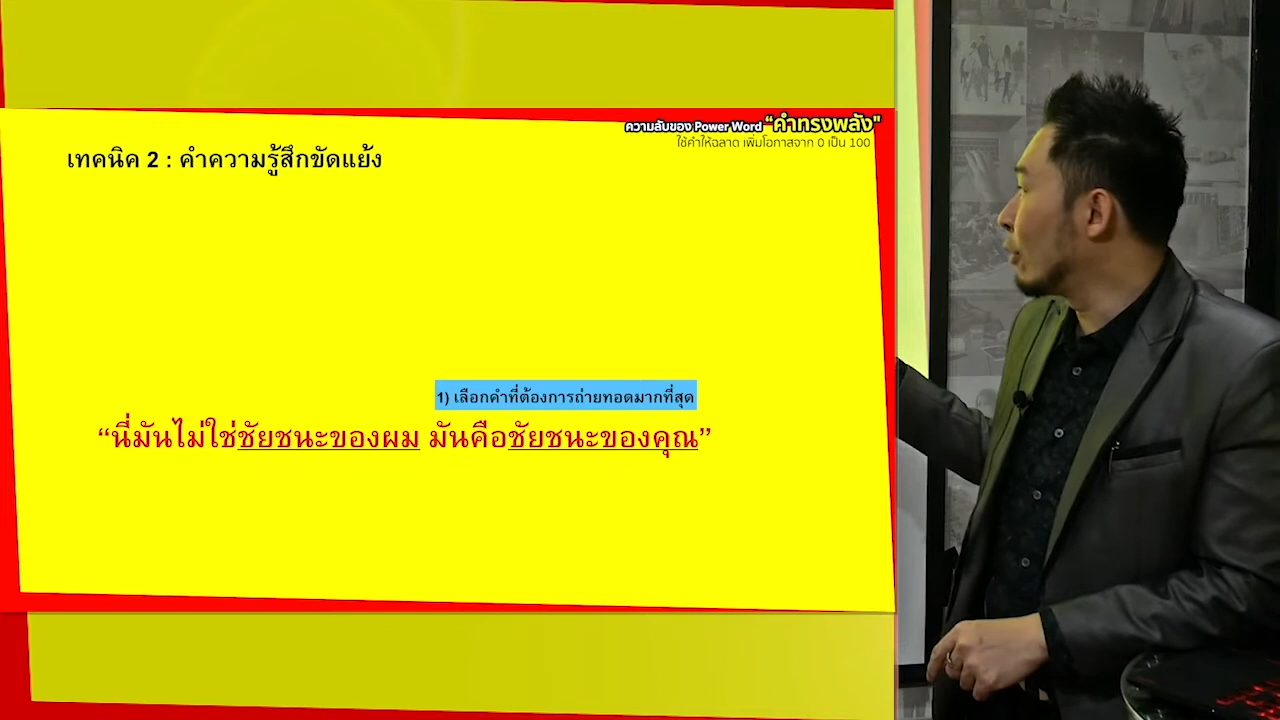 ความลับของ Power Word “คำทรงพลัง"
ใช้คำให้ฉลาด เพิ่มโอกาสจาก 0 เป็น 100
เทคนิค 2 : คำความรู้สึกขัดแย้ง
1) เลือกคำที่ต้องการถ่ายทอดมากที่สุด
“นี่มันไม่ใช่ชัยชนะของผม มันคือชัยชนะของคุณ”